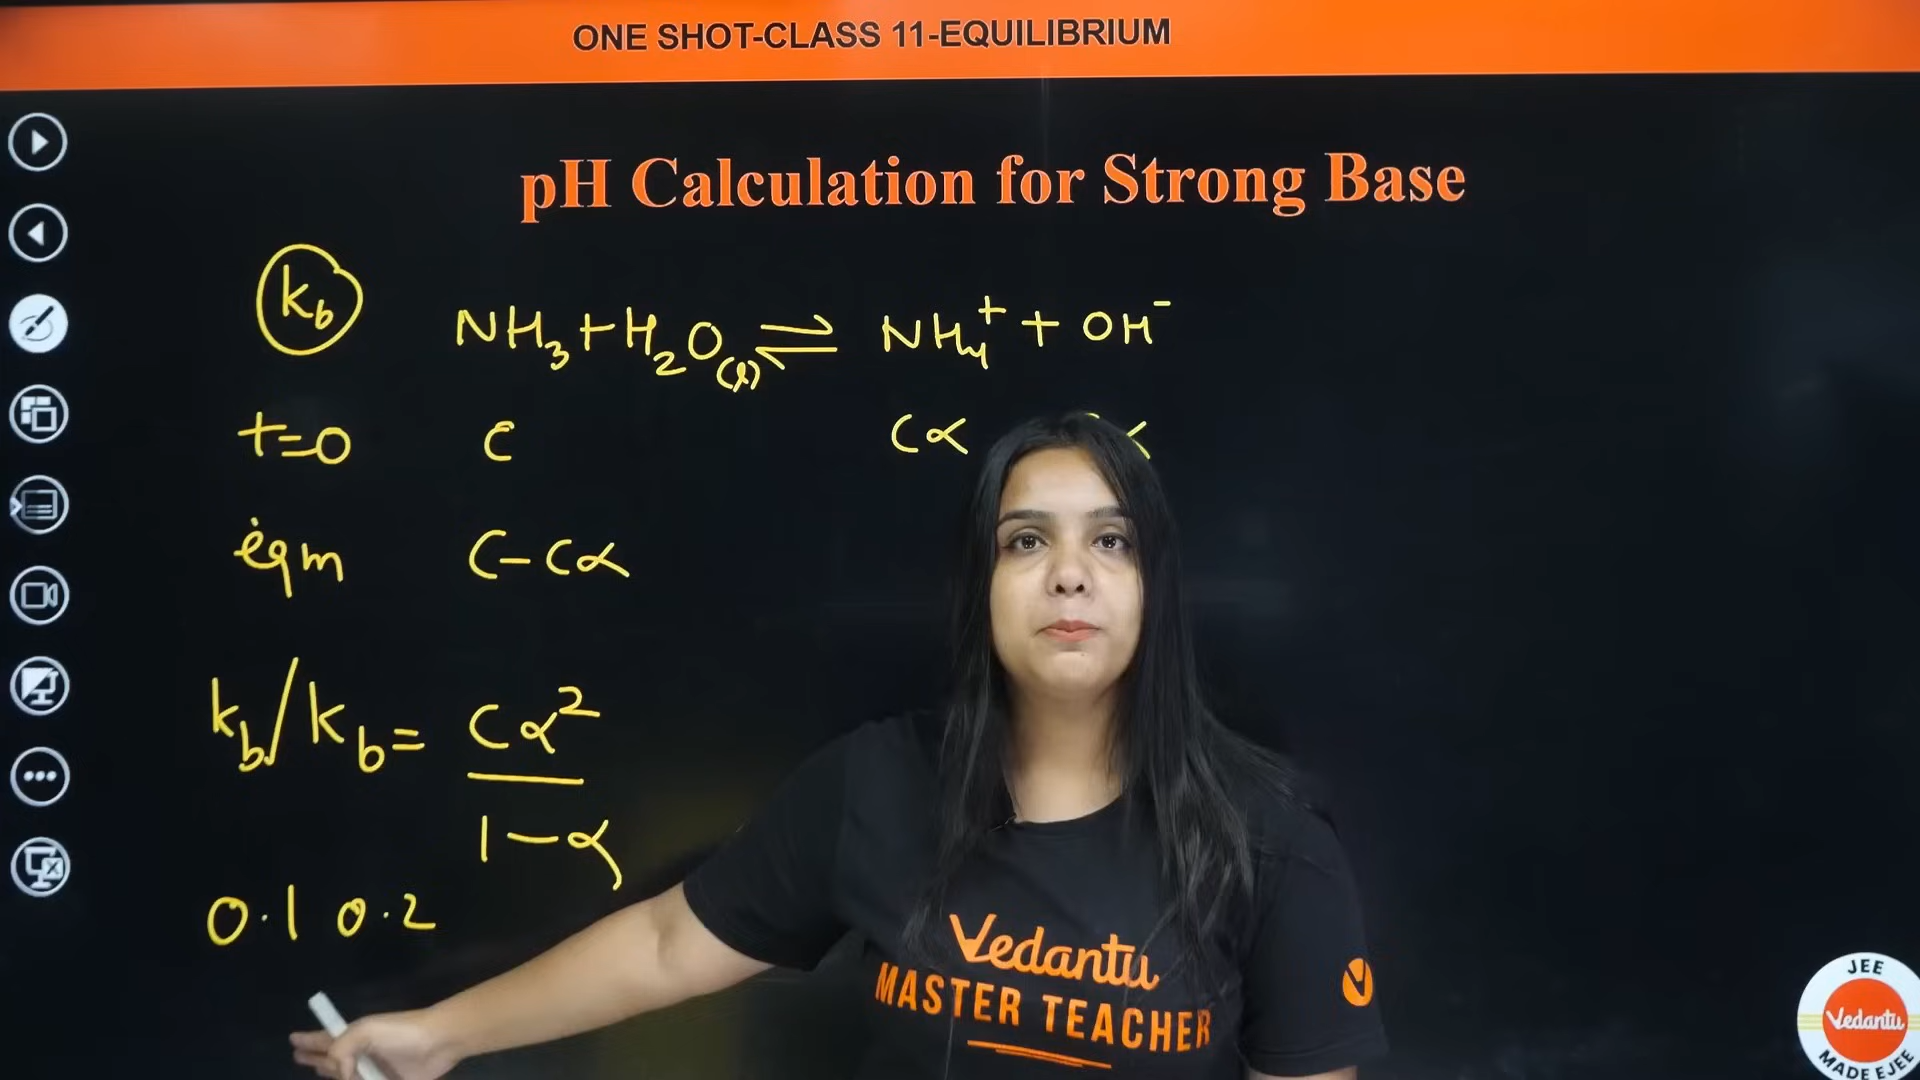 ONE SHOT-CLASS 11-EQUILIBRIUM
pH Calculation for Strong Base
Kb
NH₃+H₂O(l) ⇌ NH₄⁺ + OH⁻
t=0 C Cα
eqm C-Cα
Kb/Kb= Cα²
1-α
0.1 0.2
Vedantu
MASTER TEACHER
JEE
Vedantu
MADE EJEE